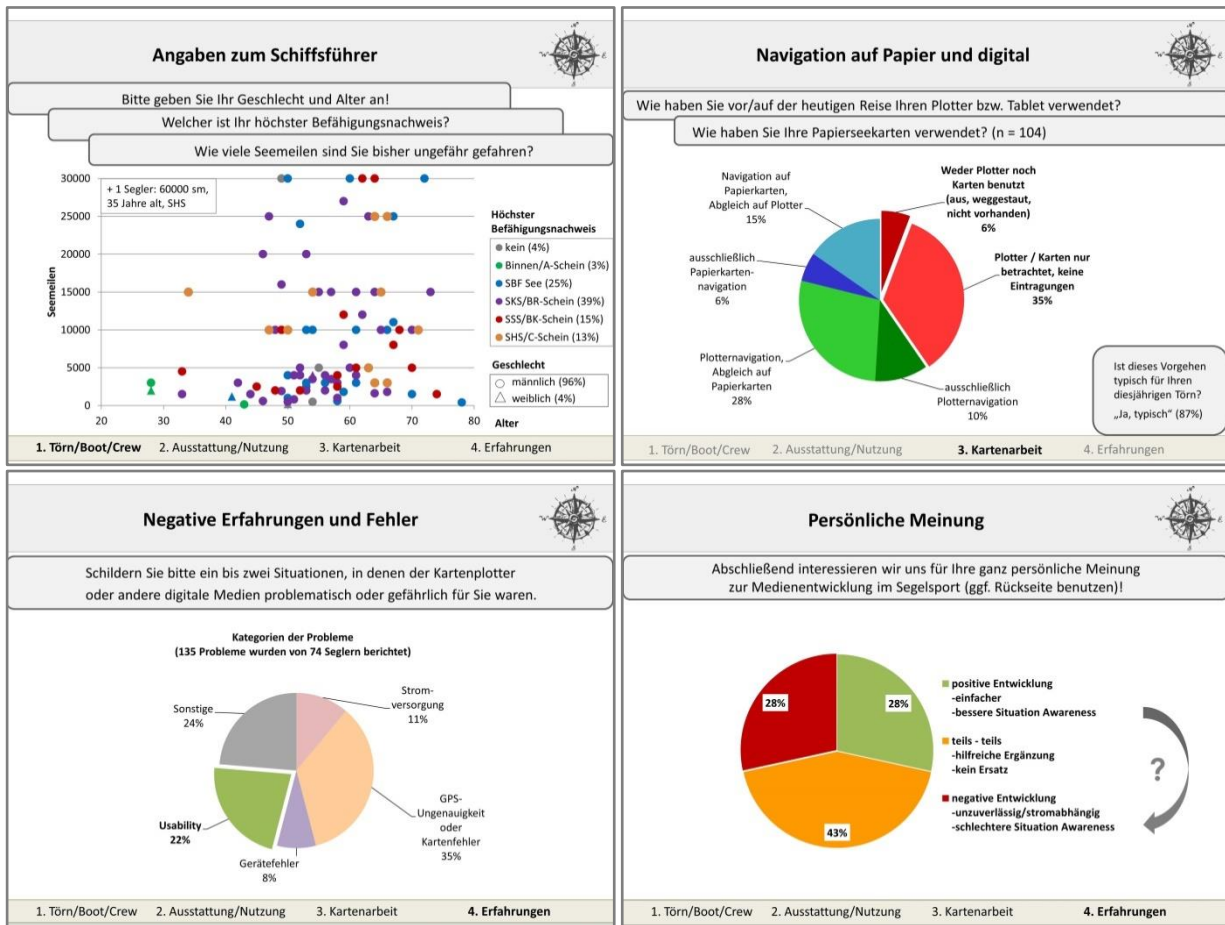 Angaben zum Schiffsführer
Bitte geben Sie Ihr Geschlecht und Alter an!
Welcher ist Ihr höchster Befähigungsnachweis?
Wie viele Seemeilen sind Sie bisher ungefähr gefahren?
30000
25000
20000
15000
10000
5000
0
Seemeilen
+ 1 Segler: 60000 sm,
35 Jahre alt, SHS
20
30
40
50
60
70
80
Alter
Höchster
Befähigungsnachweis
kein (4%)
Binnen/A-Schein (3%)
SBF See (25%)
SKS/BR-Schein (39%)
SSS/BK-Schein (15%)
SHS/C-Schein (13%)
Geschlecht
männlich (96%)
weiblich (4%)
1. Törn/Boot/Crew 2. Ausstattung/Nutzung 3. Kartenarbeit 4. Erfahrungen
Navigation auf Papier und digital
Wie haben Sie vor/auf der heutigen Reise Ihren Plotter bzw. Tablet verwendet?
Wie haben Sie Ihre Papierseekarten verwendet? (n = 104)
Navigation auf
Papierkarten,
Abgleich auf Plotter
15%
Weder Plotter noch
Karten benutzt
(aus, weggestaut,
nicht vorhanden)
6%
ausschließlich
Papierkarten-
navigation
6%
Plotter / Karten nur
betrachtet, keine
Eintragungen
35%
Plotternavigation,
Abgleich auf
Papierkarten
28%
ausschließlich
Plotternavigation
10%
Ist dieses Vorgehen
typisch für Ihren
diesjährigen Törn?
„Ja, typisch“ (87%)
1. Törn/Boot/Crew 2. Ausstattung/Nutzung 3. Kartenarbeit 4. Erfahrungen
Negative Erfahrungen und Fehler
Schildern Sie bitte ein bis zwei Situationen, in denen der Kartenplotter
oder andere digitale Medien problematisch oder gefährlich für Sie waren.
Kategorien der Probleme
(135 Probleme wurden von 74 Seglern berichtet)
Sonstige
24%
Strom-
versorgung
11%
Usability
22%
GPS-
Ungenauigkeit
oder
Kartenfehler
35%
Gerätefehler
8%
1. Törn/Boot/Crew 2. Ausstattung/Nutzung 3. Kartenarbeit 4. Erfahrungen
Persönliche Meinung
Abschließend interessieren wir uns für Ihre ganz persönliche Meinung
zur Medienentwicklung im Segelsport (ggf. Rückseite benutzen)!
28%
28%
43%
positive Entwicklung
-einfacher
-bessere Situation Awareness
teils - teils
-hilfreiche Ergänzung
-kein Ersatz
negative Entwicklung
-unzuverlässig/stromabhängig
-schlechtere Situation Awareness
?
1. Törn/Boot/Crew 2. Ausstattung/Nutzung 3. Kartenarbeit 4. Erfahrungen